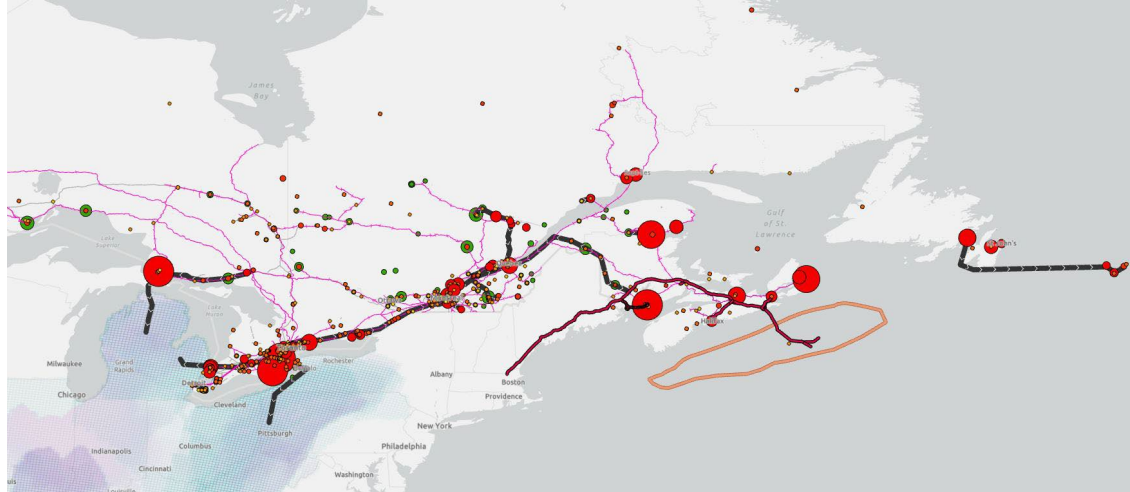 James
Bay
Gulf
of St.
Lawrence
Lake
Superior
Lake
Huron
Halifax
Milwaukee
Grand
Rapids
Rochester
Detroit
Albany
Boston
Chicago
Cleveland
Providence
New York
Pittsburgh
Columbus
Philadelphia
Indianapolis
Cincinnati
Washington
Louisville